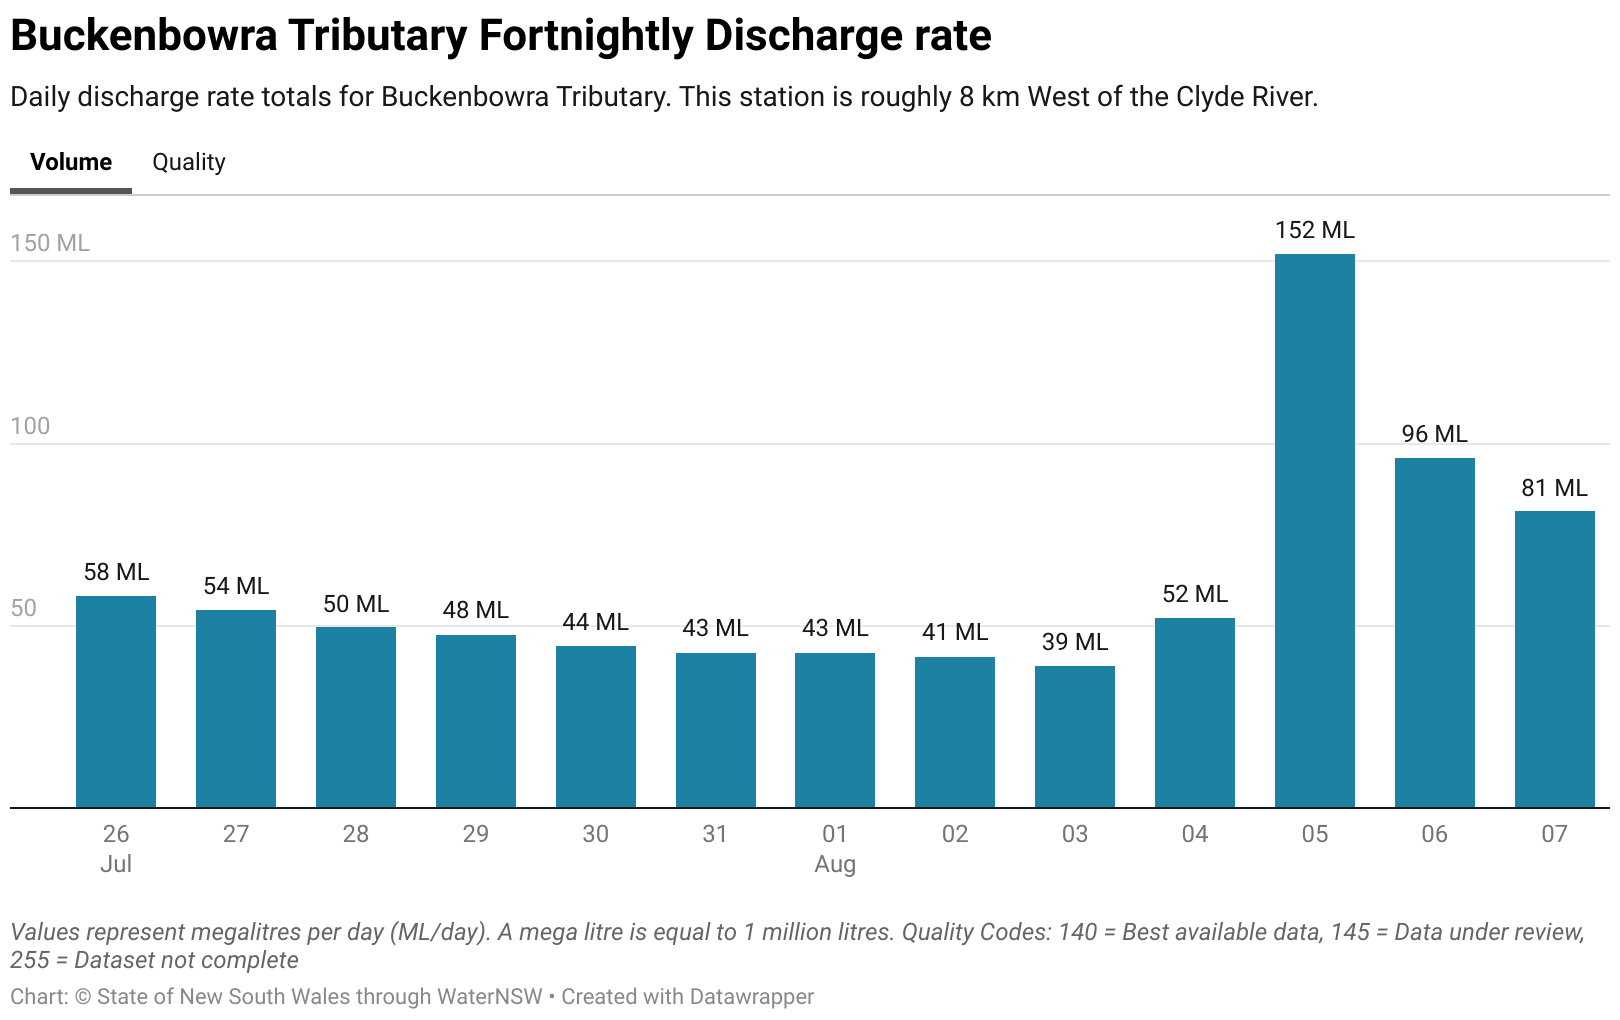 Buckenbowra Tributary Fortnightly Discharge rate
Daily discharge rate totals for Buckenbowra Tributary. This station is roughly 8 km West of the Clyde River.
Volume Quality
150 ML
100
50
58 ML
54 ML
50 ML
48 ML
44 ML
43 ML
43 ML
41 ML
39 ML
52 ML
152 ML
96 ML
81 ML
26 27 28 29 30 31 01 02 03 04 05 06 07
Jul Aug
Values represent megalitres per day (ML/day). A mega litre is equal to 1 million litres. Quality Codes: 140 = Best available data, 145 = Data under review,
255 = Dataset not complete
Chart: © State of New South Wales through WaterNSW • Created with Datawrapper